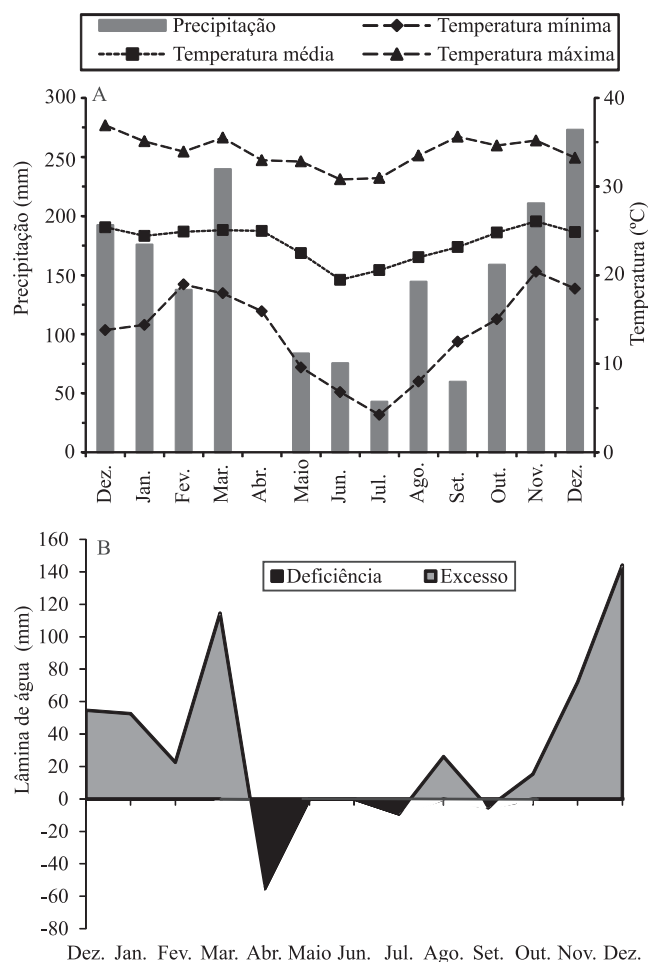 Precipitação Temperatura mínima
Temperatura média Temperatura máxima
A
300 40
250
200 30
150 20
100
50 10
0 0
Precipitação (mm)
Temperatura (ºC)
Dez. Jan. Fev. Mar. Abr. Maio Jun. Jul. Ago. Set. Out. Nov. Dez.
B
Deficiência Excesso
160
140
120
100
80
60
40
20
0
-20
-40
-60
-80
Lâmina de água (mm)
Dez. Jan. Fev. Mar. Abr. Maio Jun. Jul. Ago. Set. Out. Nov. Dez.